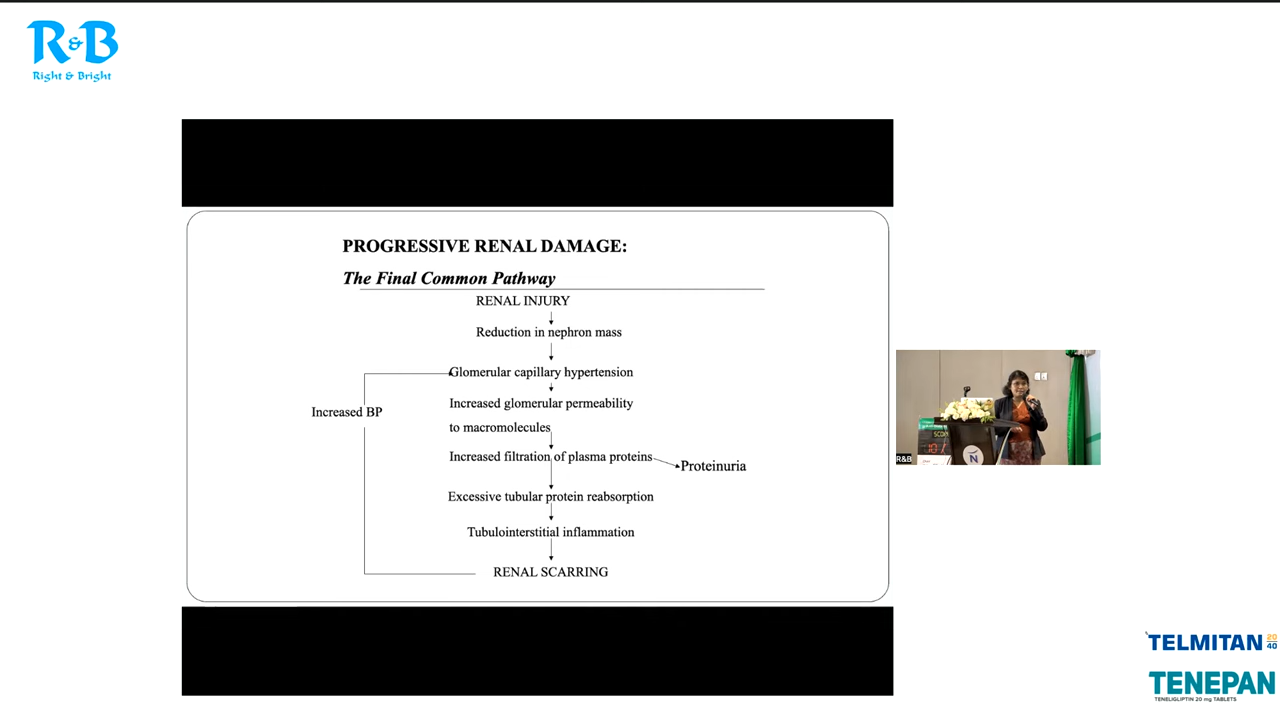 R&B
Right & Bright
PROGRESSIVE RENAL DAMAGE:
The Final Common Pathway
RENAL INJURY
Reduction in nephron mass
Glomerular capillary hypertension
Increased BP
Increased glomerular permeability
to macromolecules
Increased filtration of plasma proteins
Proteinuria
Excessive tubular protein reabsorption
Tubulointerstitial inflammation
RENAL SCARRING
R&B
N
TELMITAN 20 40
TENEPAN
TENELIGLIPTIN 20 mg TABLETS